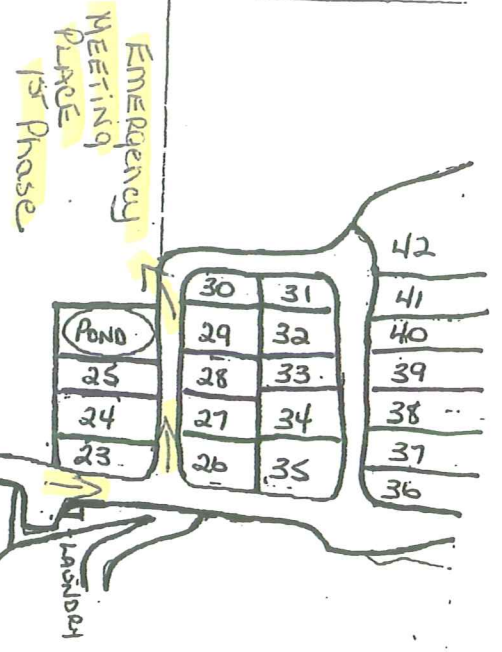 EMERgency
MEETiNg
PLACE
1ST Phase
42
30 31 41
POND 29 32 40
25 28 33 39
24 27 34 38
23 26 35 37
36
LAUNDRY